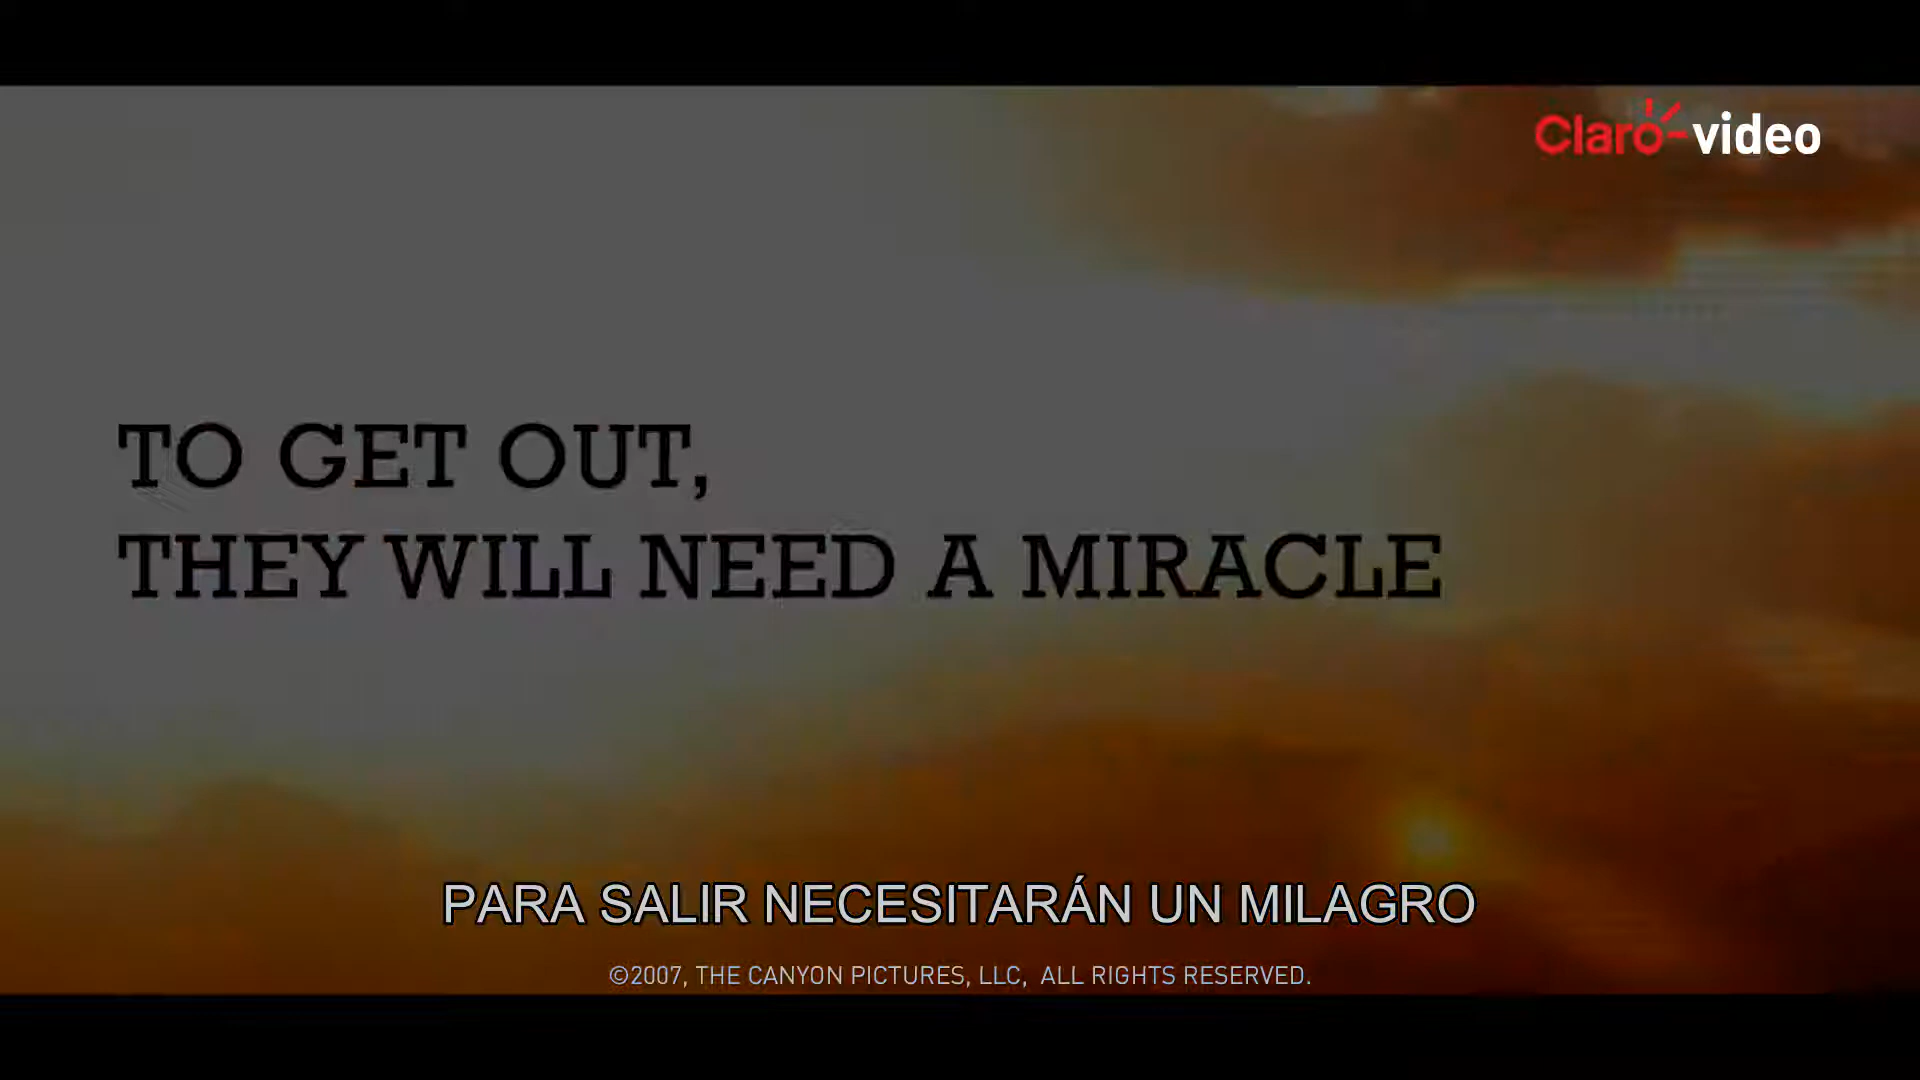 Claro-video
TO GET OUT,
THEY WILL NEED A MIRACLE
PARA SALIR NECESITARÁN UN MILAGRO
©2007, THE CANYON PICTURES, LLC, ALL RIGHTS RESERVED.